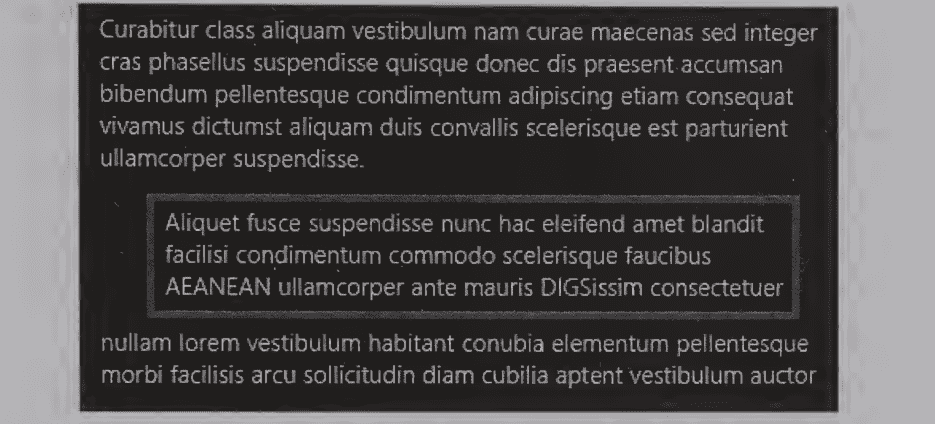 Curabitur class aliquam vestibulum nam curae maecenas sed integer
cras phasellus suspendisse quisque donec dis praesent accumsan
bibendum pellentesque condimentum adipiscing etiam consequat
vivamus dictumst aliquam duis convallis scelerisque est parturient
ullamcorper suspendisse.
Aliquet fusce suspendisse nunc hac eleifend amet blandit
facilisi condimentum commodo scelerisque faucibus
AEANEAN ullamcorper ante mauris DIGSissim consectetuer
nullam lorem vestibulum habitant conubia elementum pellentesque
morbi facilisis arcu sollicitudin diam cubilia aptent vestibulum auctor